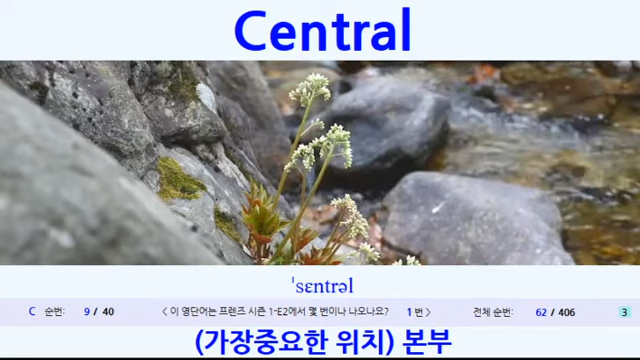 Central
ˈsɛntrəl
C 순번: 9 / 40 < 이 영단어는 프렌즈 시즌 1-E2에서 몇 번이나 나오나요? 1 번 > 전체 순번: 62 / 406 3
(가장중요한 위치) 본부